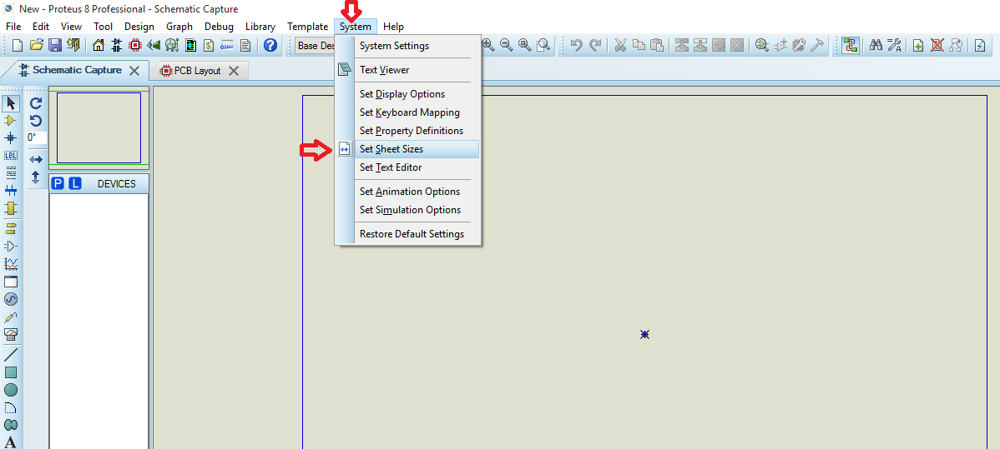 New - Proteus 8 Professional - Schematic Capture
File Edit View Tool Design Graph Debug Library Template System Help
Base Des
Schematic Capture PCB Layout
System Settings
Text Viewer
Set Display Options
Set Keyboard Mapping
Set Property Definitions
Set Sheet Sizes
Set Text Editor
Set Animation Options
Set Simulation Options
Restore Default Settings
0°
LBL
P L DEVICES
A